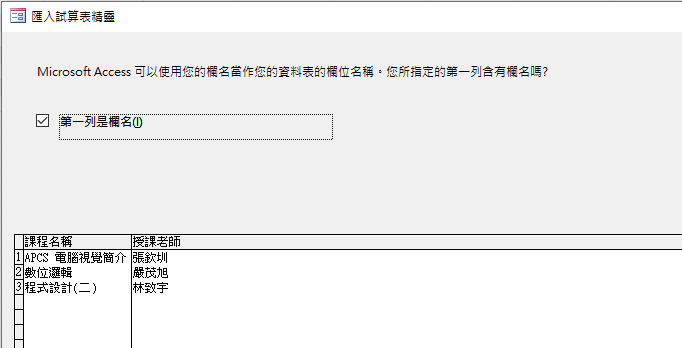 匯入試算表精靈
Microsoft Access 可以使用您的欄名當作您的資料表的欄位名稱。您所指定的第一列含有欄名嗎?
第一列是欄名(I)
課程名稱 授課老師
1 APCS 電腦視覺簡介 張欽圳
2 數位邏輯 嚴茂旭
3 程式設計(二) 林致宇